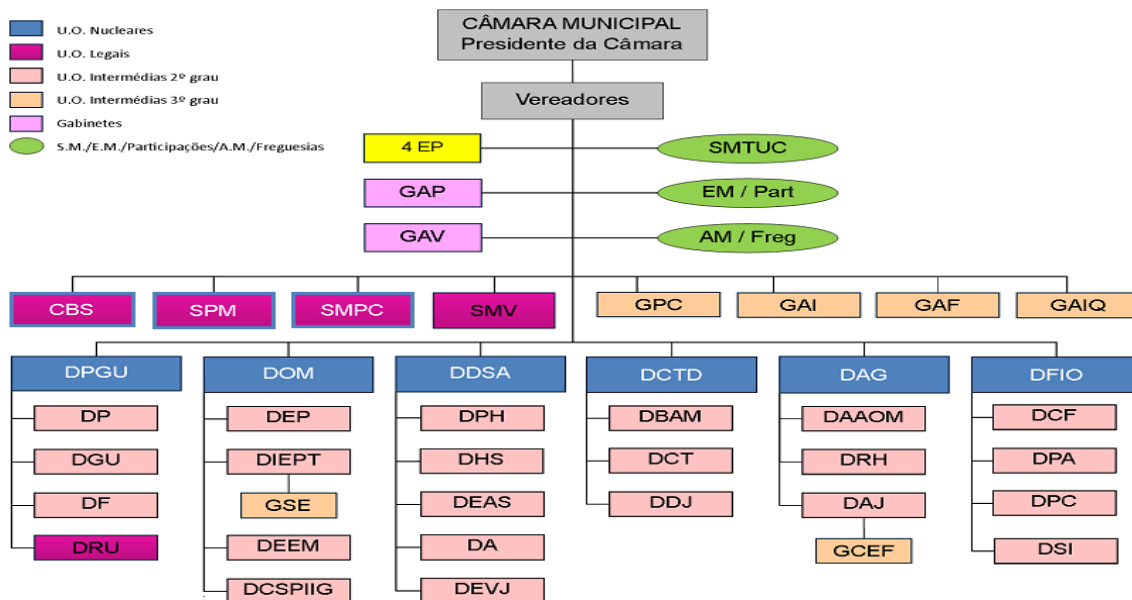 U.O. Nucleares
U.O. Legais
U.O. Intermédias 2º grau
U.O. Intermédias 3º grau
Gabinetes
S.M./E.M./Participações/A.M./Freguesias
CÂMARA MUNICIPAL
Presidente da Câmara
Vereadores
4 EP
SMTUC
GAP
EM / Part
GAV
AM / Freg
CBS
SPM
SMPC
SMV
GPC
GAI
GAF
GAIQ
DPGU
DOM
DDSA
DCTD
DAG
DFIO
DP
DGU
DF
DRU
DEP
DIEPT
GSE
DEEM
DCSPIIG
DPH
DHS
DEAS
DA
DEVJ
DBAM
DCT
DDJ
DAAOM
DRH
DAJ
GCEF
DCF
DPA
DPC
DSI